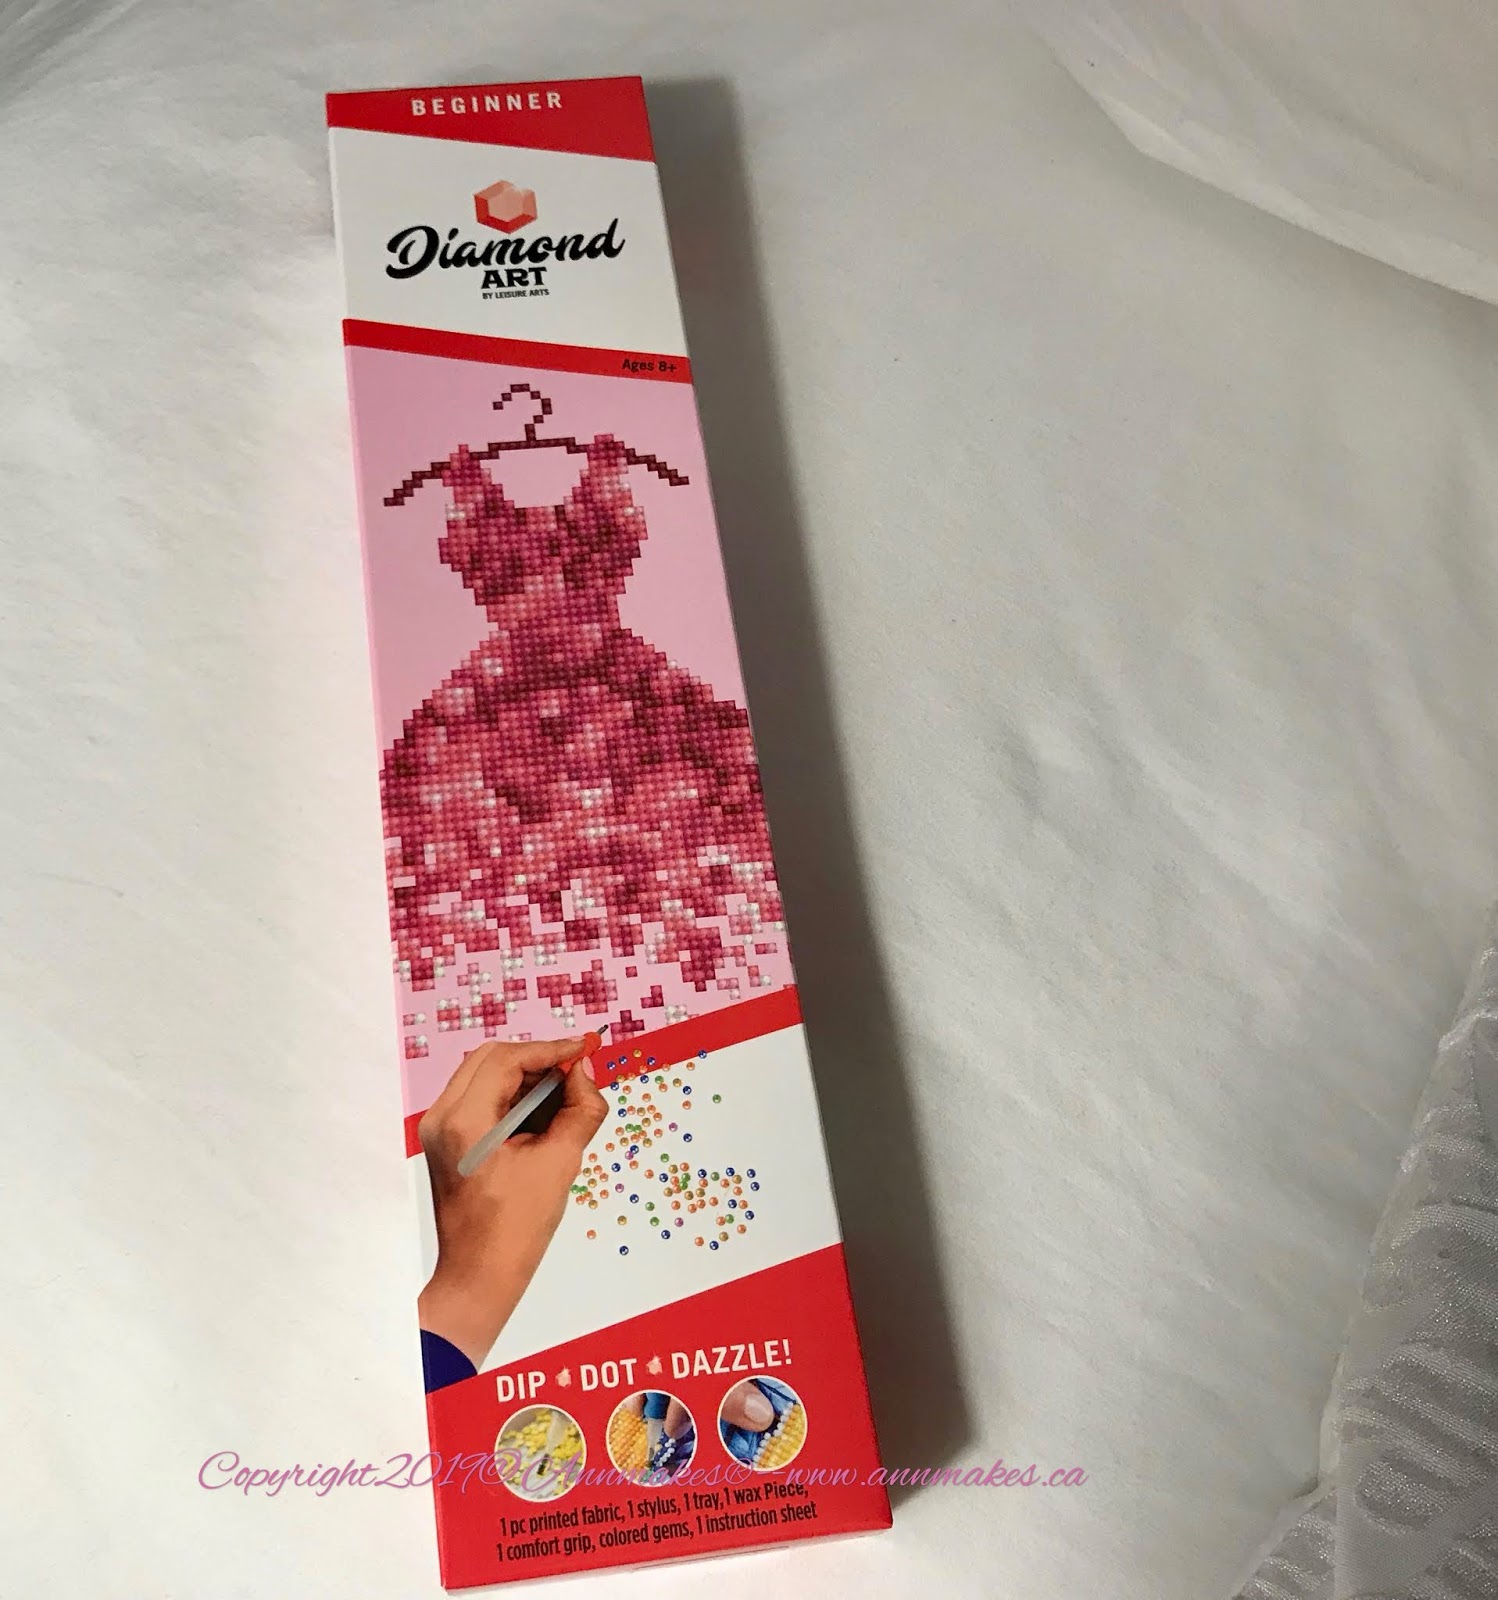 BEGINNER
Diamond
ART
BY LEISURE ARTS
Ages 8+
DIP DOT DAZZLE!
Copyright2019@Annmakes®--www.annmakes.ca
1 pc printed fabric, 1 stylus, 1 tray, 1 wax Piece,
1 comfort grip, colored gems, 1 instruction sheet